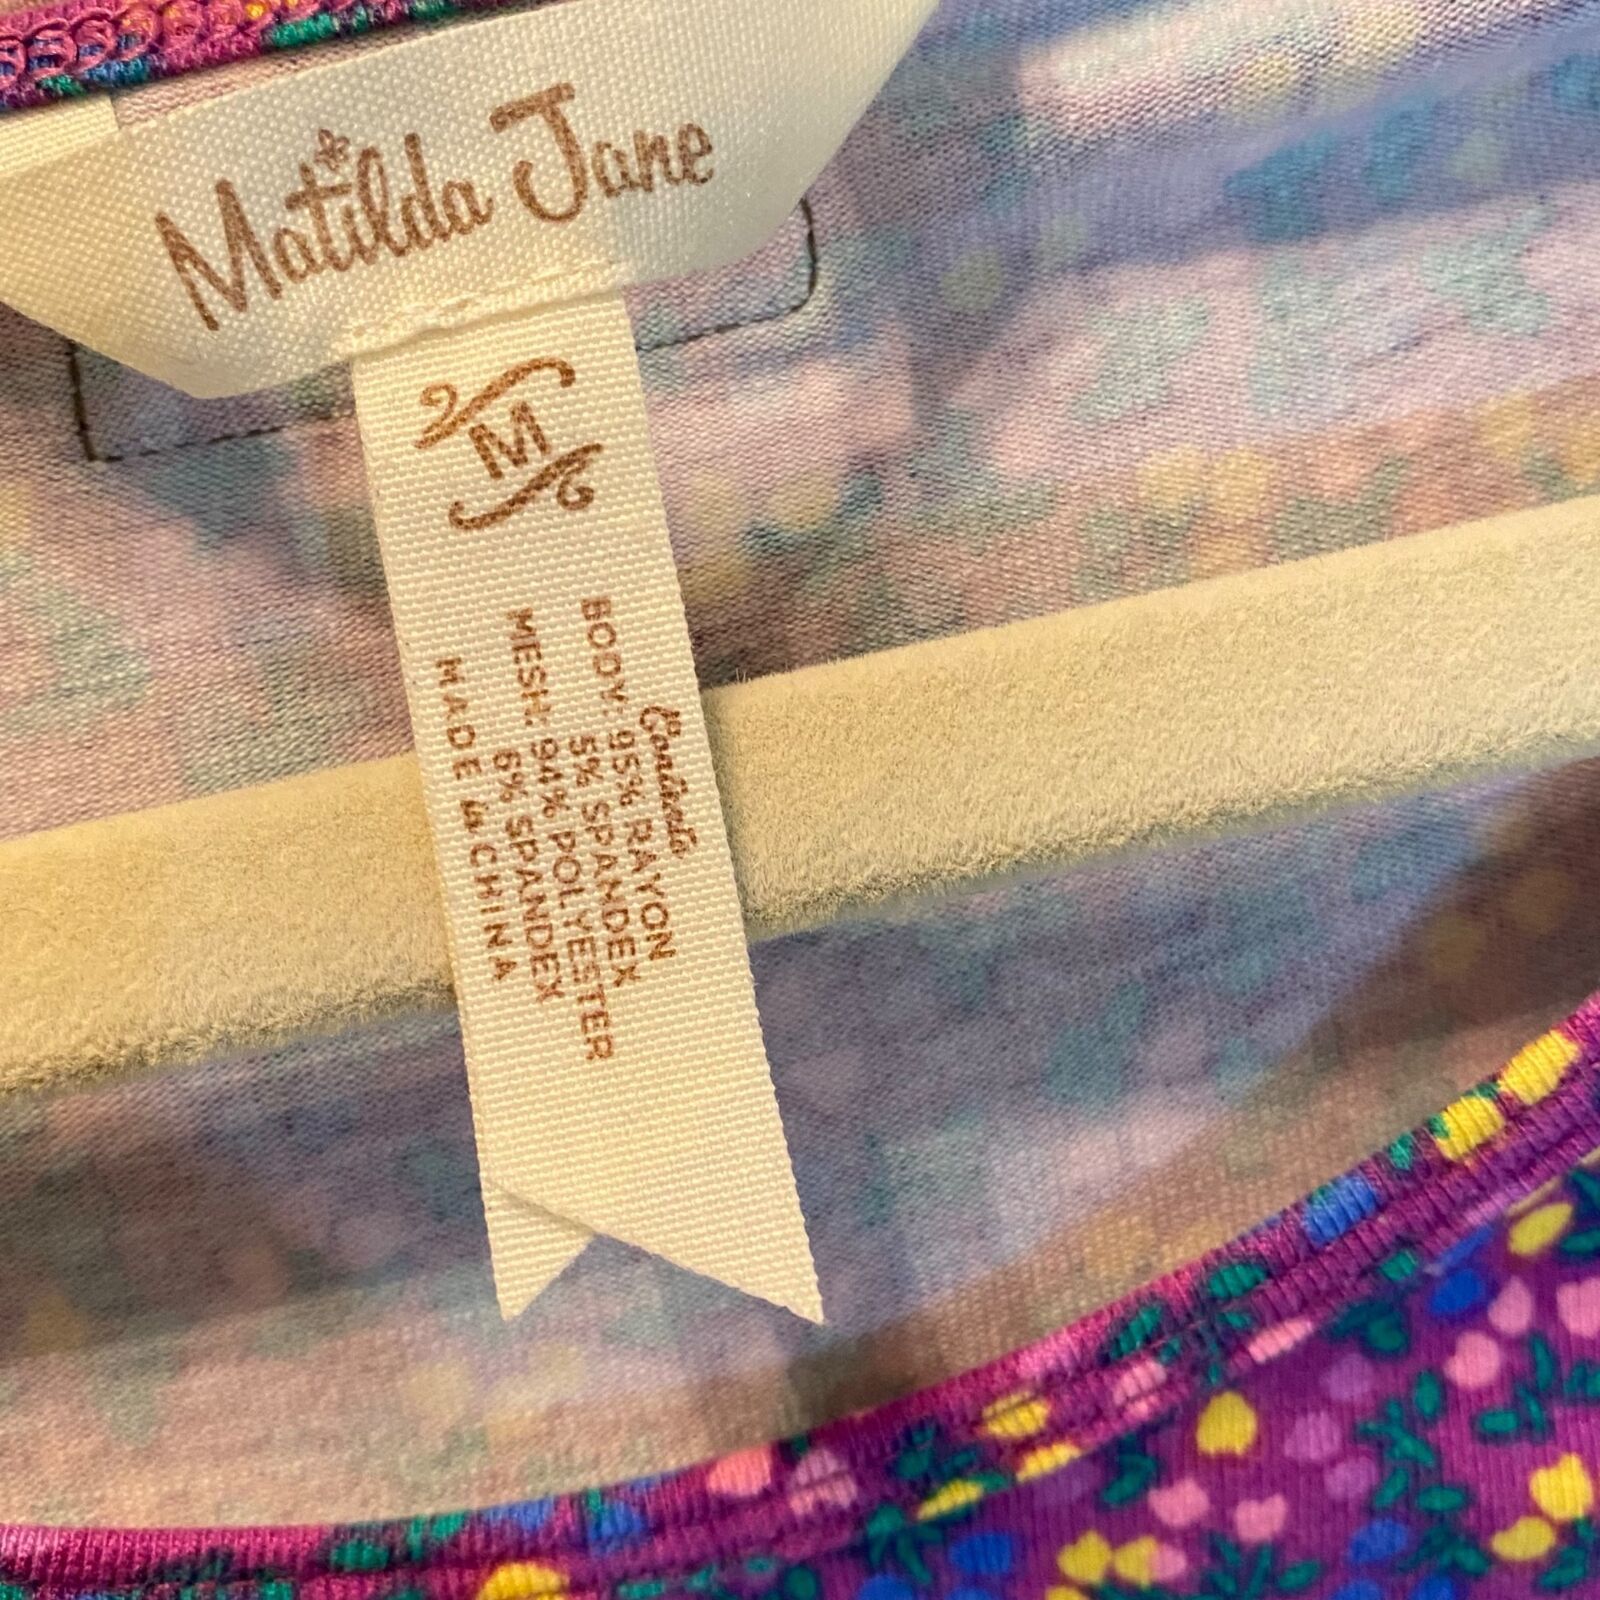 Matilda Jane
M
Contents
BODY: 95% RAYON
5% SPANDEX
MESH: 94% POLYESTER
6% SPANDEX
MADE in CHINA